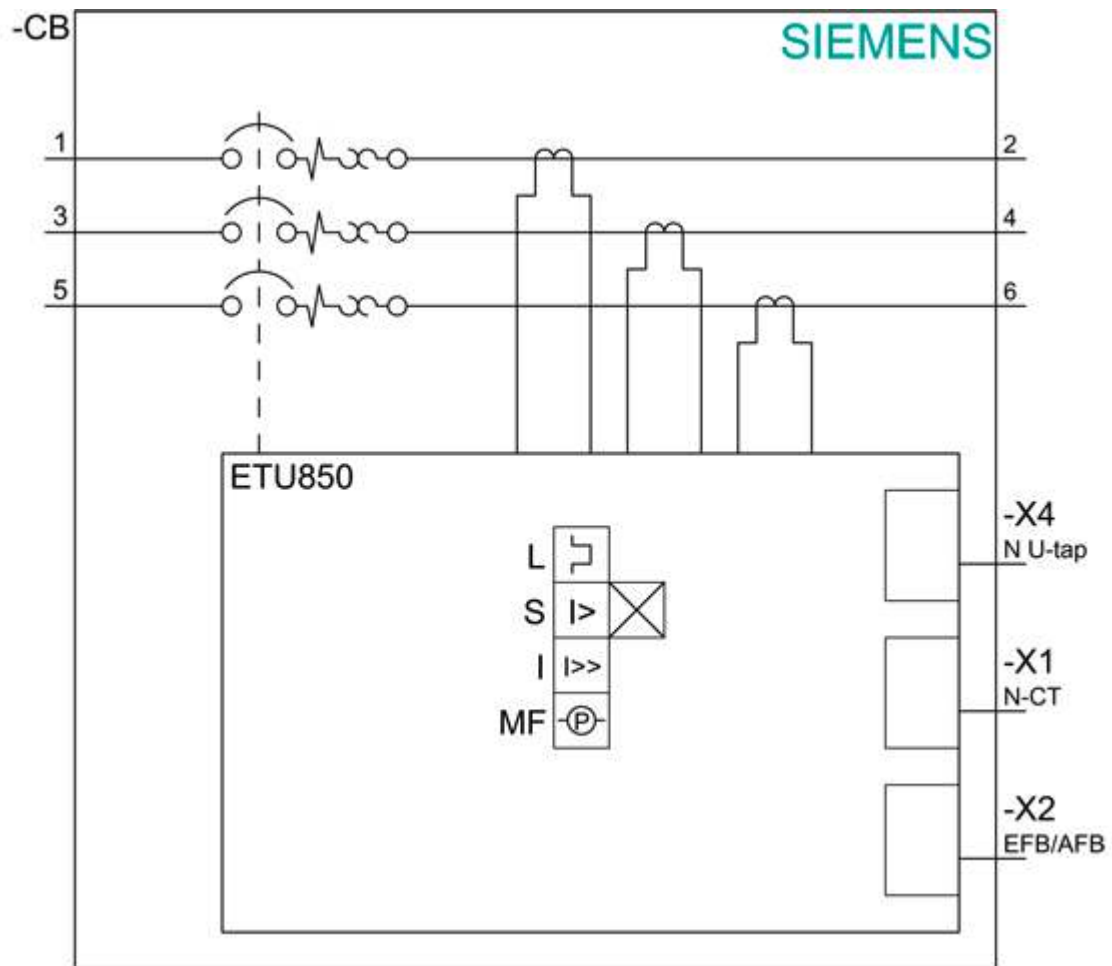 -CB
SIEMENS
1
2
3
4
5
6
ETU850
-X4
N U-tap
L
S
I>
I
I>>
-X1
N-CT
MF
P
-X2
EFB/AFB